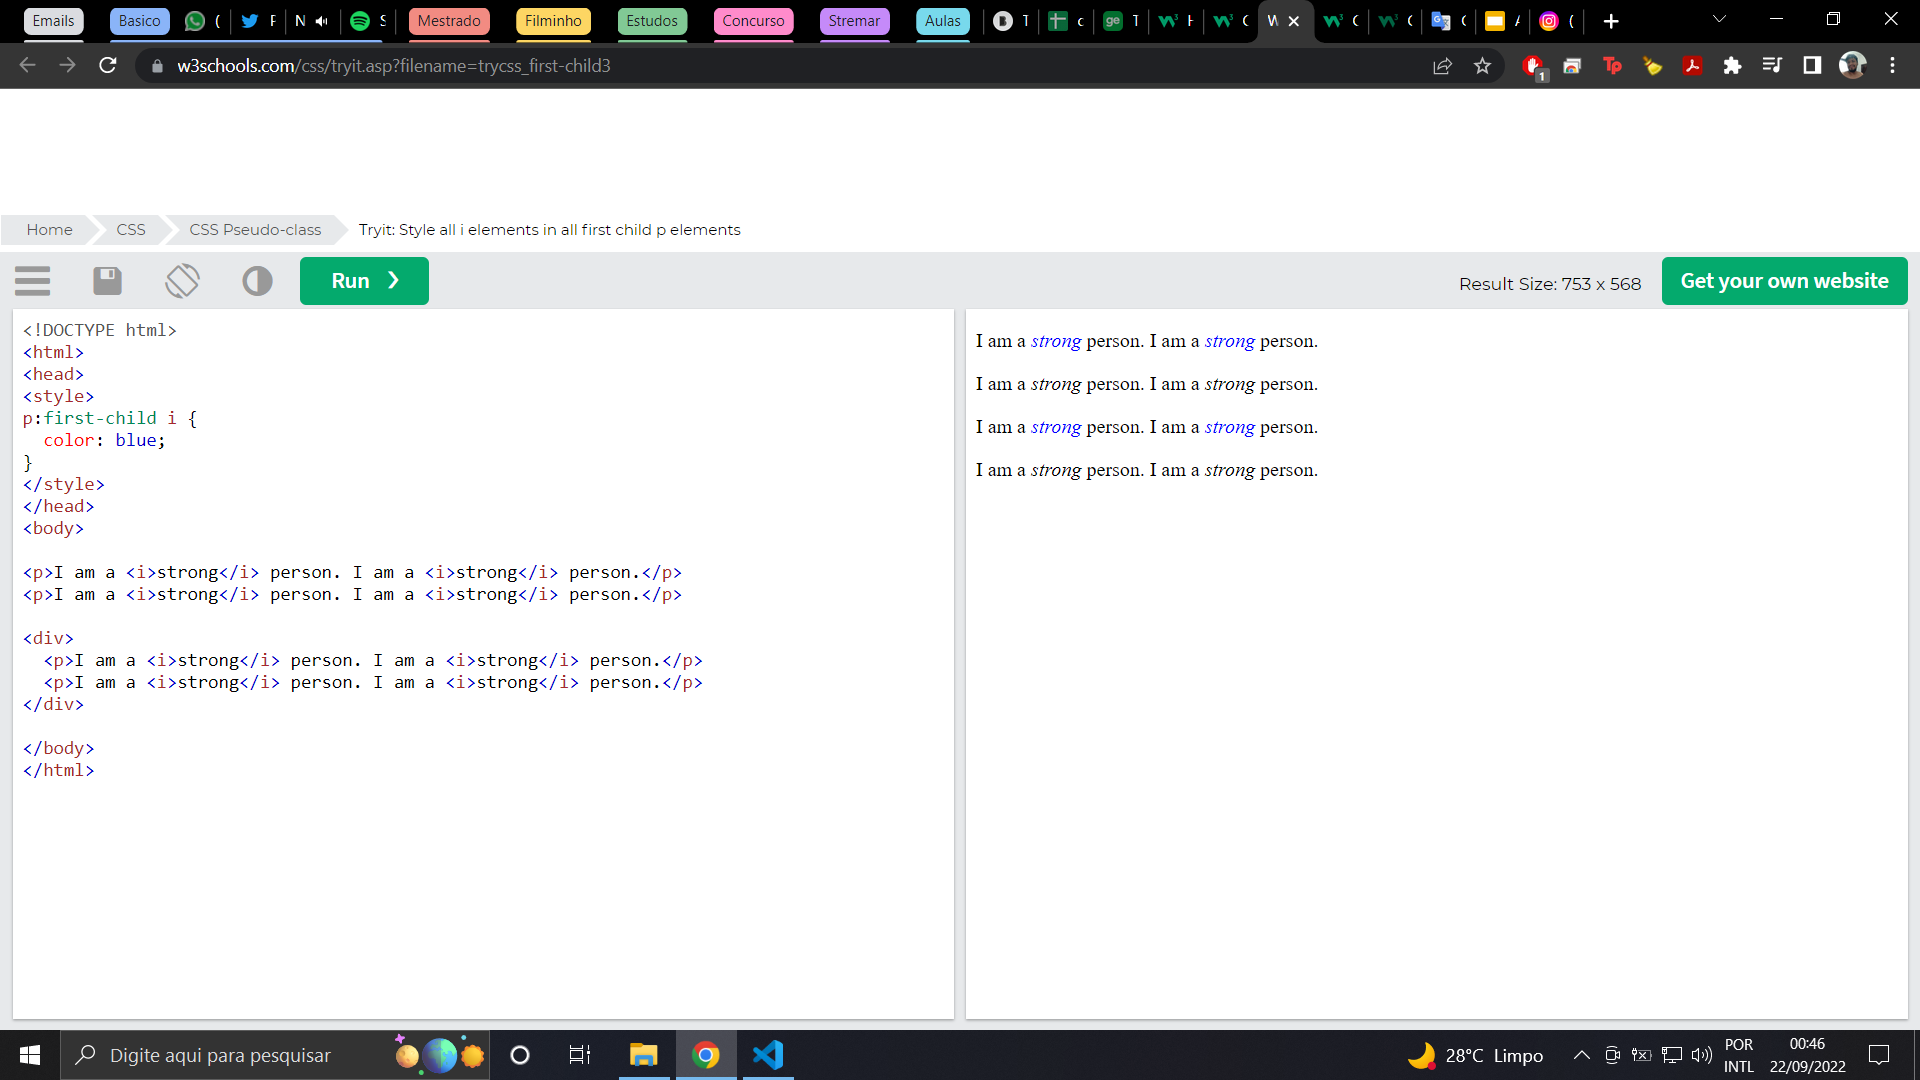 Emails Basico ( F N S Mestrado Filminho Estudos Concurso Stremar Aulas T c T
w3schools.com/css/tryit.asp?filename=trycss_first-child3
1
Home CSS CSS Pseudo-class Tryit: Style all i elements in all first child p elements
Run ❯ Result Size: 753 x 568 Get your own website
<!DOCTYPE html>
<html>
<head>
<style>
p:first-child i {
  color: blue;
}
</style>
</head>
<body>
<p>I am a <i>strong</i> person. I am a <i>strong</i> person.</p>
<p>I am a <i>strong</i> person. I am a <i>strong</i> person.</p>
<div>
  <p>I am a <i>strong</i> person. I am a <i>strong</i> person.</p>
  <p>I am a <i>strong</i> person. I am a <i>strong</i> person.</p>
</div>
</body>
</html>
I am a strong person. I am a strong person.
I am a strong person. I am a strong person.
I am a strong person. I am a strong person.
I am a strong person. I am a strong person.
Digite aqui para pesquisar
28°C Limpo
POR
INTL
00:46
22/09/2022